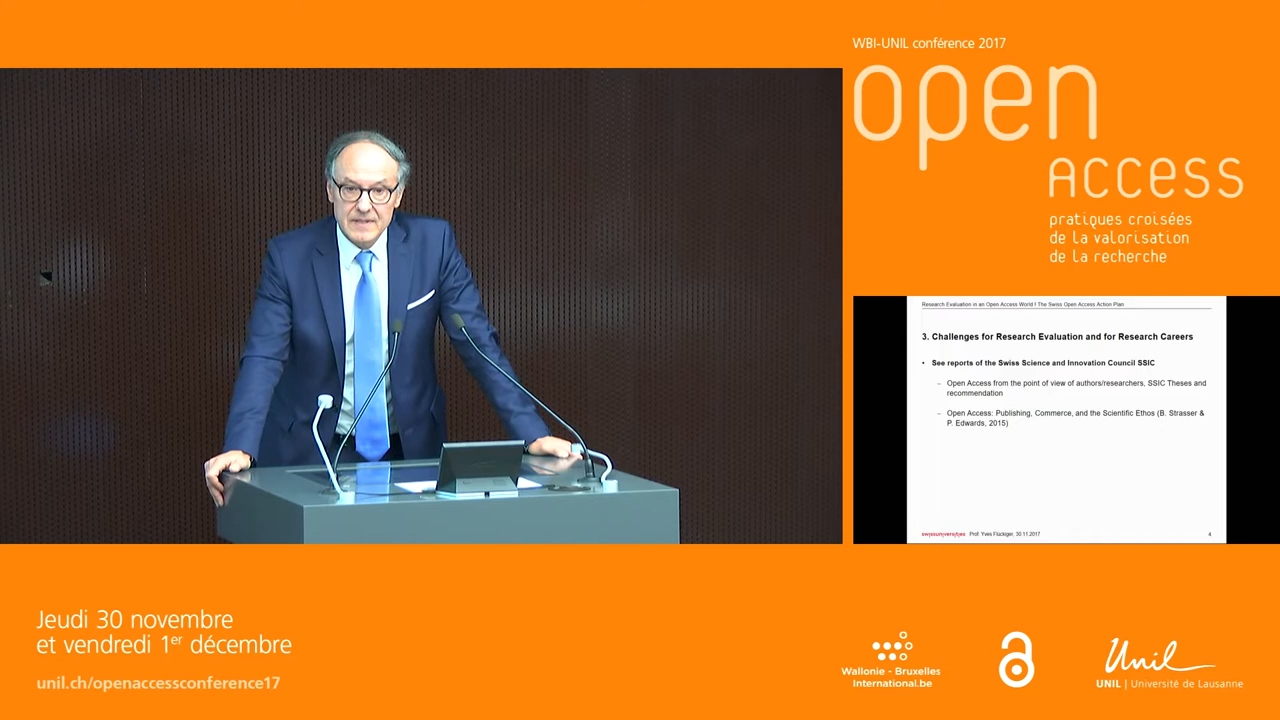 WBI-UNIL conférence 2017
open
access
pratiques croisées
de la valorisation
de la recherche
Research Evaluation in an Open Access World ! The Swiss Open Access Action Plan
3. Challenges for Research Evaluation and for Research Careers
• See reports of the Swiss Science and Innovation Council SSIC
– Open Access from the point of view of authors/researchers, SSIC Theses and
recommendation
– Open Access: Publishing, Commerce, and the Scientific Ethos (B. Strasser &
P. Edwards, 2015)
swissuniversities Prof. Yves Flückiger, 30.11.2017 4
Jeudi 30 novembre
et vendredi 1er décembre
unil.ch/openaccessconference17
Wallonie - Bruxelles
International.be
Unil
UNIL | Université de Lausanne